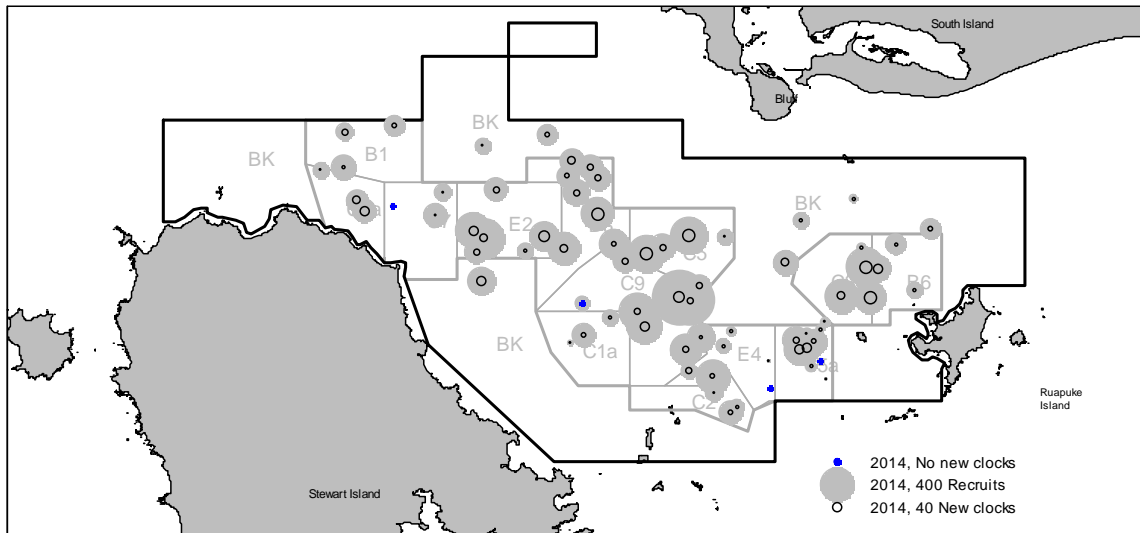 South Island
Bluff
BK
B1
BK
BK
E2
C5
C9
B6
BK
C1a
E4
C2
Ruapuke
Island
Stewart Island
2014, No new clocks
2014, 400 Recruits
2014, 40 New clocks